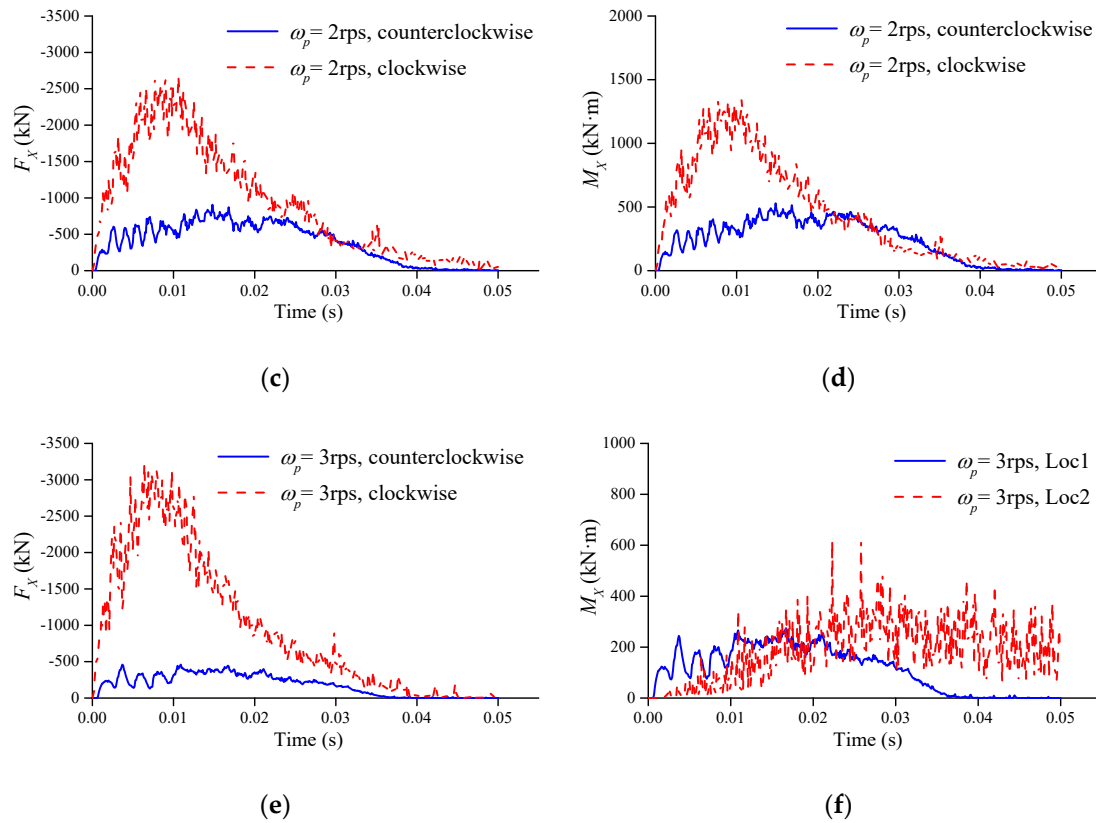 -3500
-3000
-2500
-2000
-1500
-1000
-500
0
F_X (kN)
ω_p = 2rps, counterclockwise
ω_p = 2rps, clockwise
0.00 0.01 0.02 0.03 0.04 0.05
Time (s)
(c)
2000
1500
1000
500
0
M_X (kN·m)
ω_p = 2rps, counterclockwise
ω_p = 2rps, clockwise
0.00 0.01 0.02 0.03 0.04 0.05
Time (s)
(d)
-3500
-3000
-2500
-2000
-1500
-1000
-500
0
F_X (kN)
ω_p = 3rps, counterclockwise
ω_p = 3rps, clockwise
0.00 0.01 0.02 0.03 0.04 0.05
Time (s)
(e)
1000
800
600
400
200
0
M_X (kN·m)
ω_p = 3rps, Loc1
ω_p = 3rps, Loc2
0.00 0.01 0.02 0.03 0.04 0.05
Time (s)
(f)